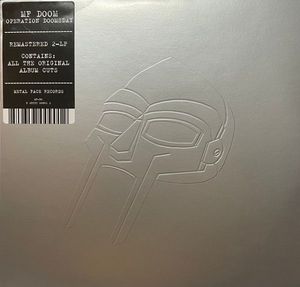 MF DOOM
OPERATION DOOMSDAY
REMASTERED 2-LP
CONTAINS:
ALL THE ORIGINAL
ALBUM CUTS
METAL FACE RECORDS